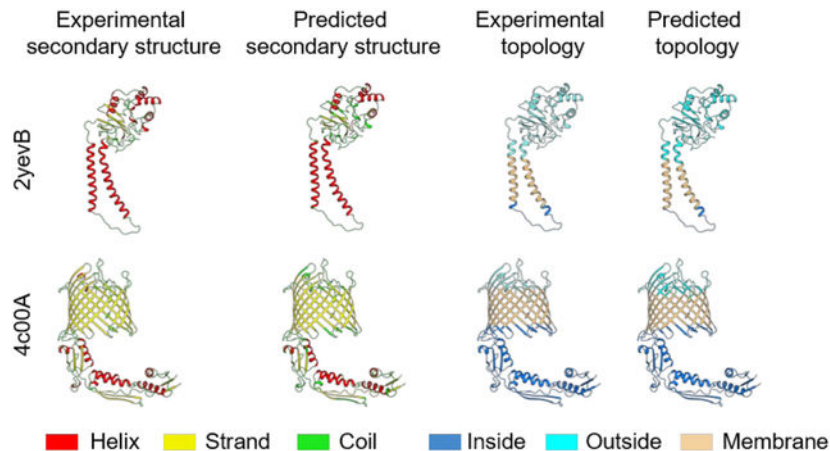 Experimental secondary structure
Predicted secondary structure
Experimental topology
Predicted topology
2yevB
4c00A
Helix Strand Coil Inside Outside Membrane